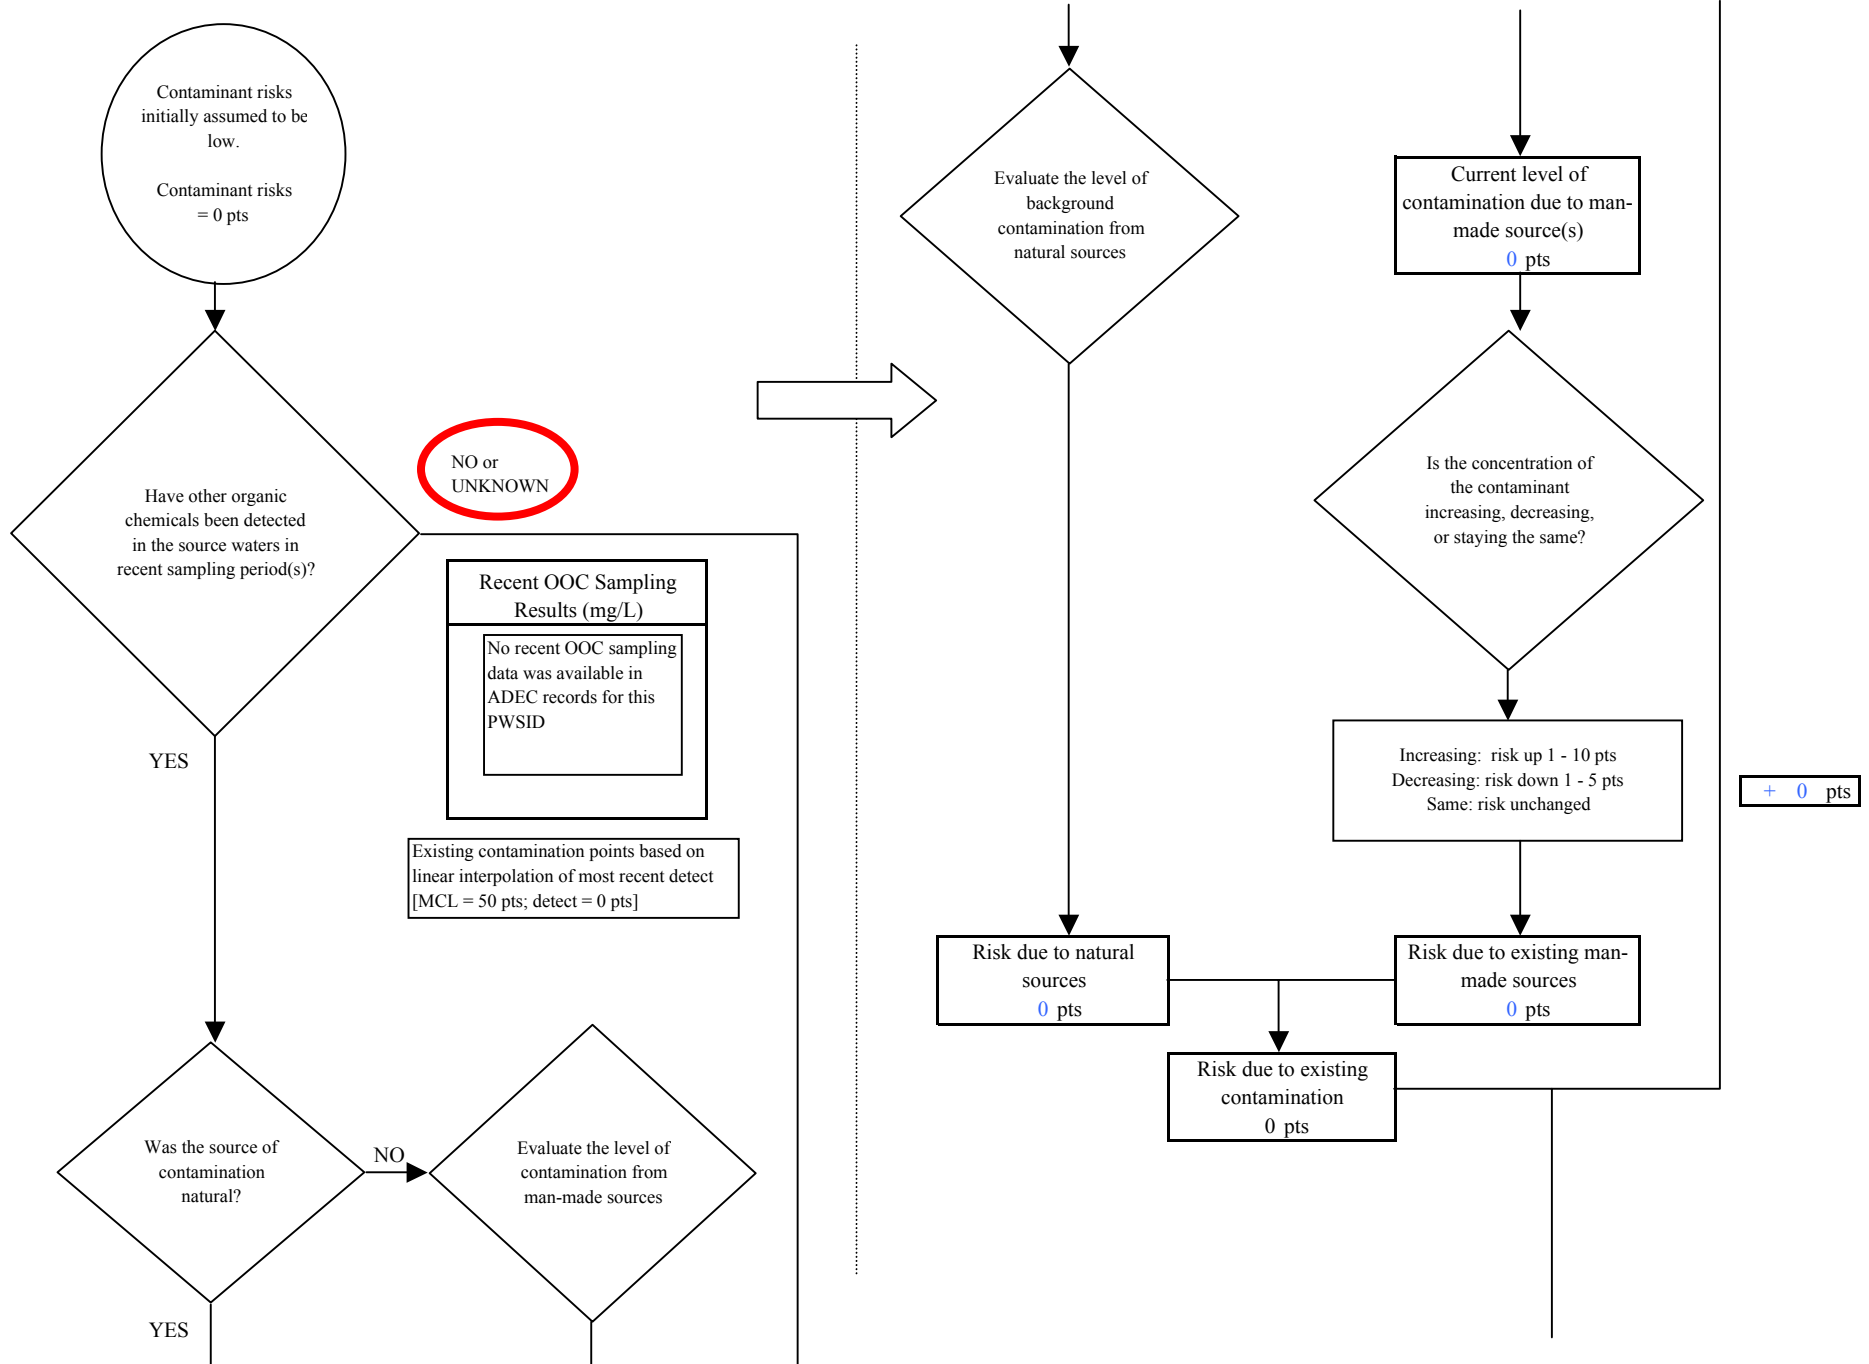 Contaminant risks
initially assumed to be
low.
Contaminant risks
= 0 pts
Have other organic
chemicals been detected
in the source waters in
recent sampling period(s)?
NO or
UNKNOWN
Recent OOC Sampling
Results (mg/L)
No recent OOC sampling
data was available in
ADEC records for this
PWSID
YES
Existing contamination points based on
linear interpolation of most recent detect
[MCL = 50 pts; detect = 0 pts]
Was the source of
contamination
natural?
NO
Evaluate the level of
contamination from
man-made sources
YES
Evaluate the level of
background
contamination from
natural sources
Current level of
contamination due to man-
made source(s)
0 pts
Is the concentration of
the contaminant
increasing, decreasing,
or staying the same?
Increasing: risk up 1 - 10 pts
Decreasing: risk down 1 - 5 pts
Same: risk unchanged
+ 0 pts
Risk due to natural
sources
0 pts
Risk due to existing man-
made sources
0 pts
Risk due to existing
contamination
0 pts